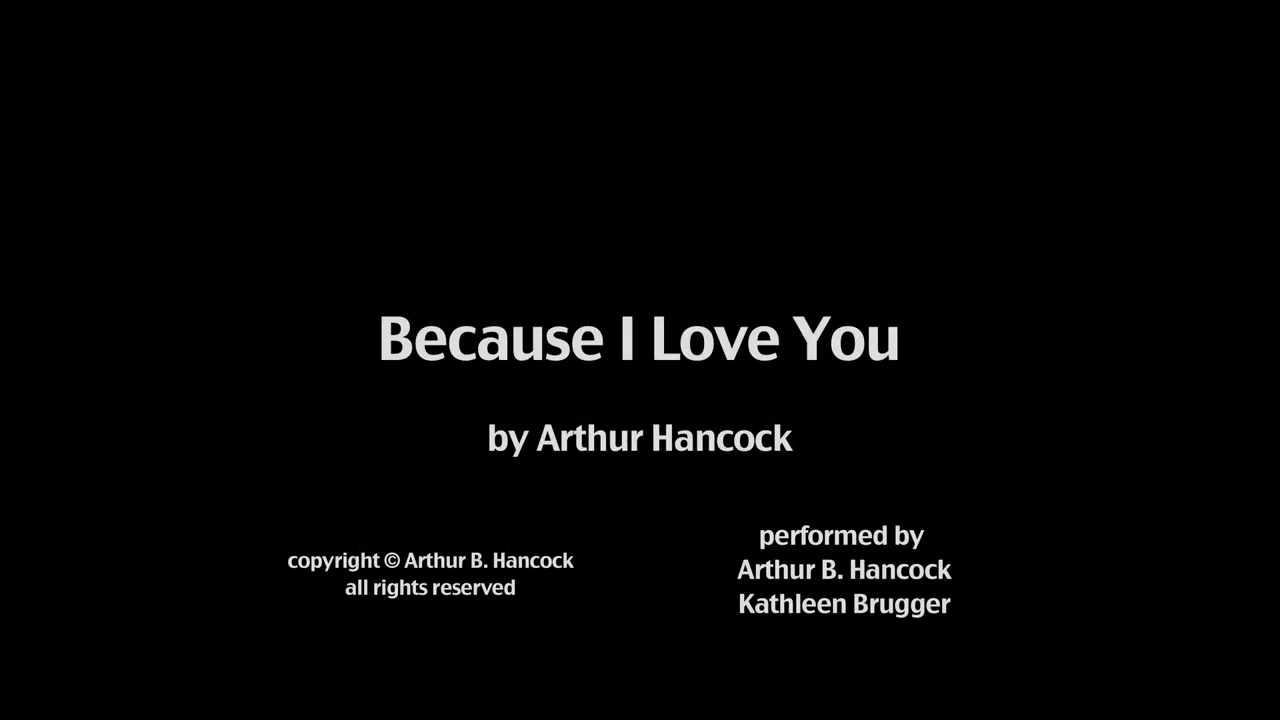 Because I Love You
by Arthur Hancock
copyright © Arthur B. Hancock
all rights reserved
performed by
Arthur B. Hancock
Kathleen Brugger